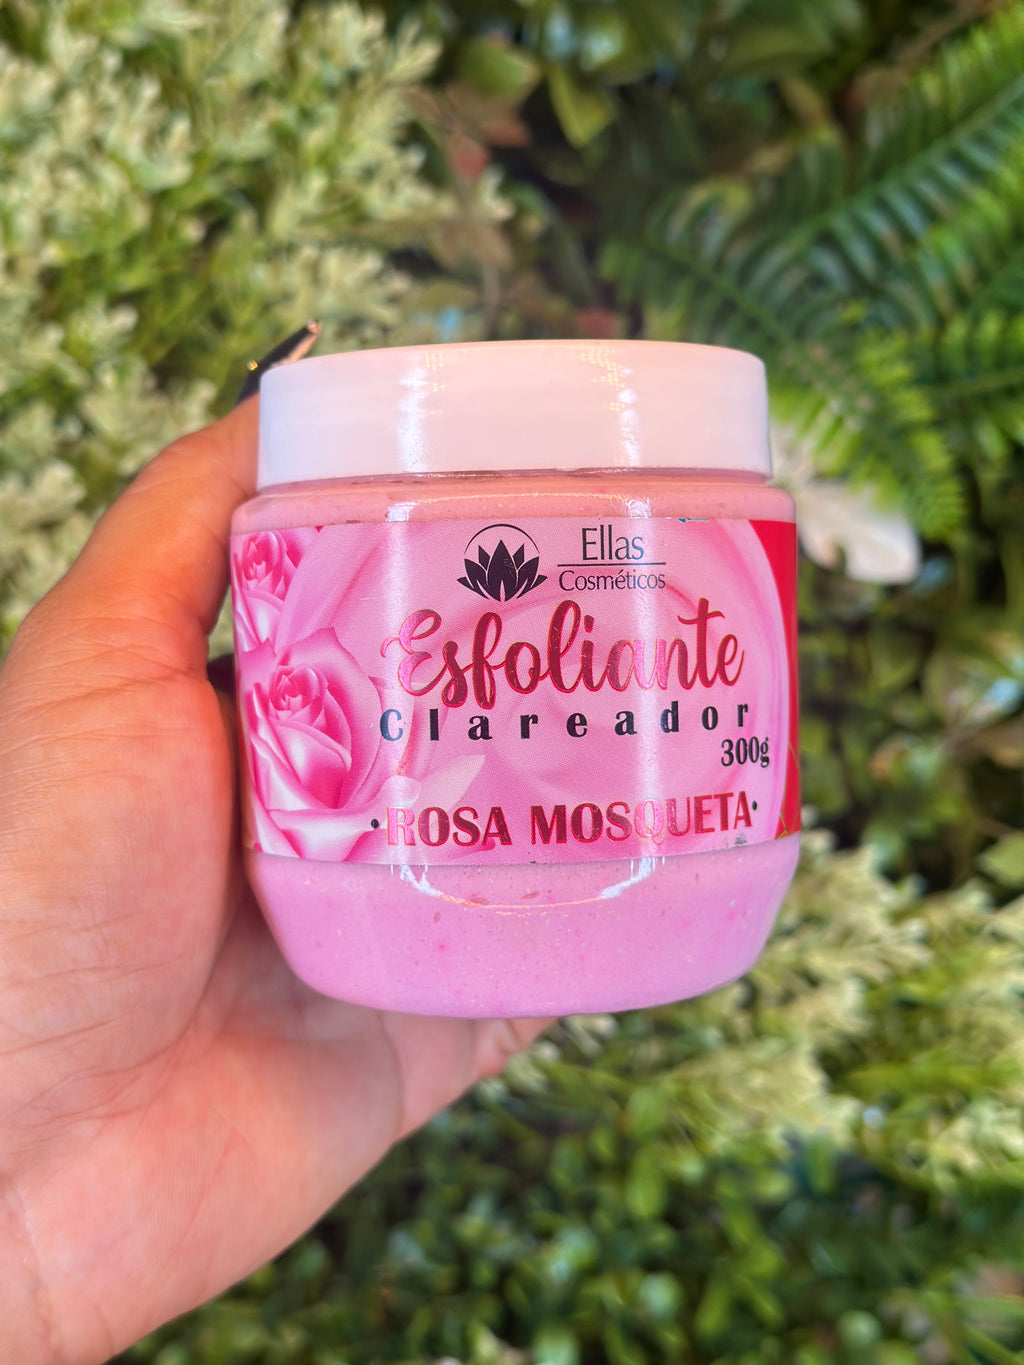 Ellas
Cosméticos
Esfoliante
Clareador
300g
•ROSA MOSQUETA•